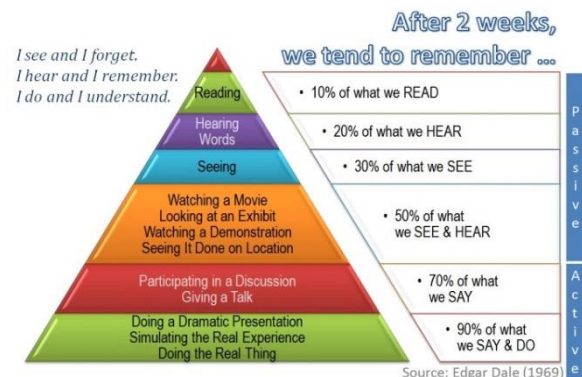 After 2 weeks,
we tend to remember ...
I see and I forget.
I hear and I remember.
I do and I understand.
Reading
• 10% of what we READ
Hearing
Words
• 20% of what we HEAR
Seeing
• 30% of what we SEE
Watching a Movie
Looking at an Exhibit
Watching a Demonstration
Seeing It Done on Location
• 50% of what
we SEE & HEAR
Participating in a Discussion
Giving a Talk
• 70% of what
we SAY
Doing a Dramatic Presentation
Simulating the Real Experience
Doing the Real Thing
• 90% of what
we SAY & DO
Passive
Active
Source: Edgar Dale (1969)